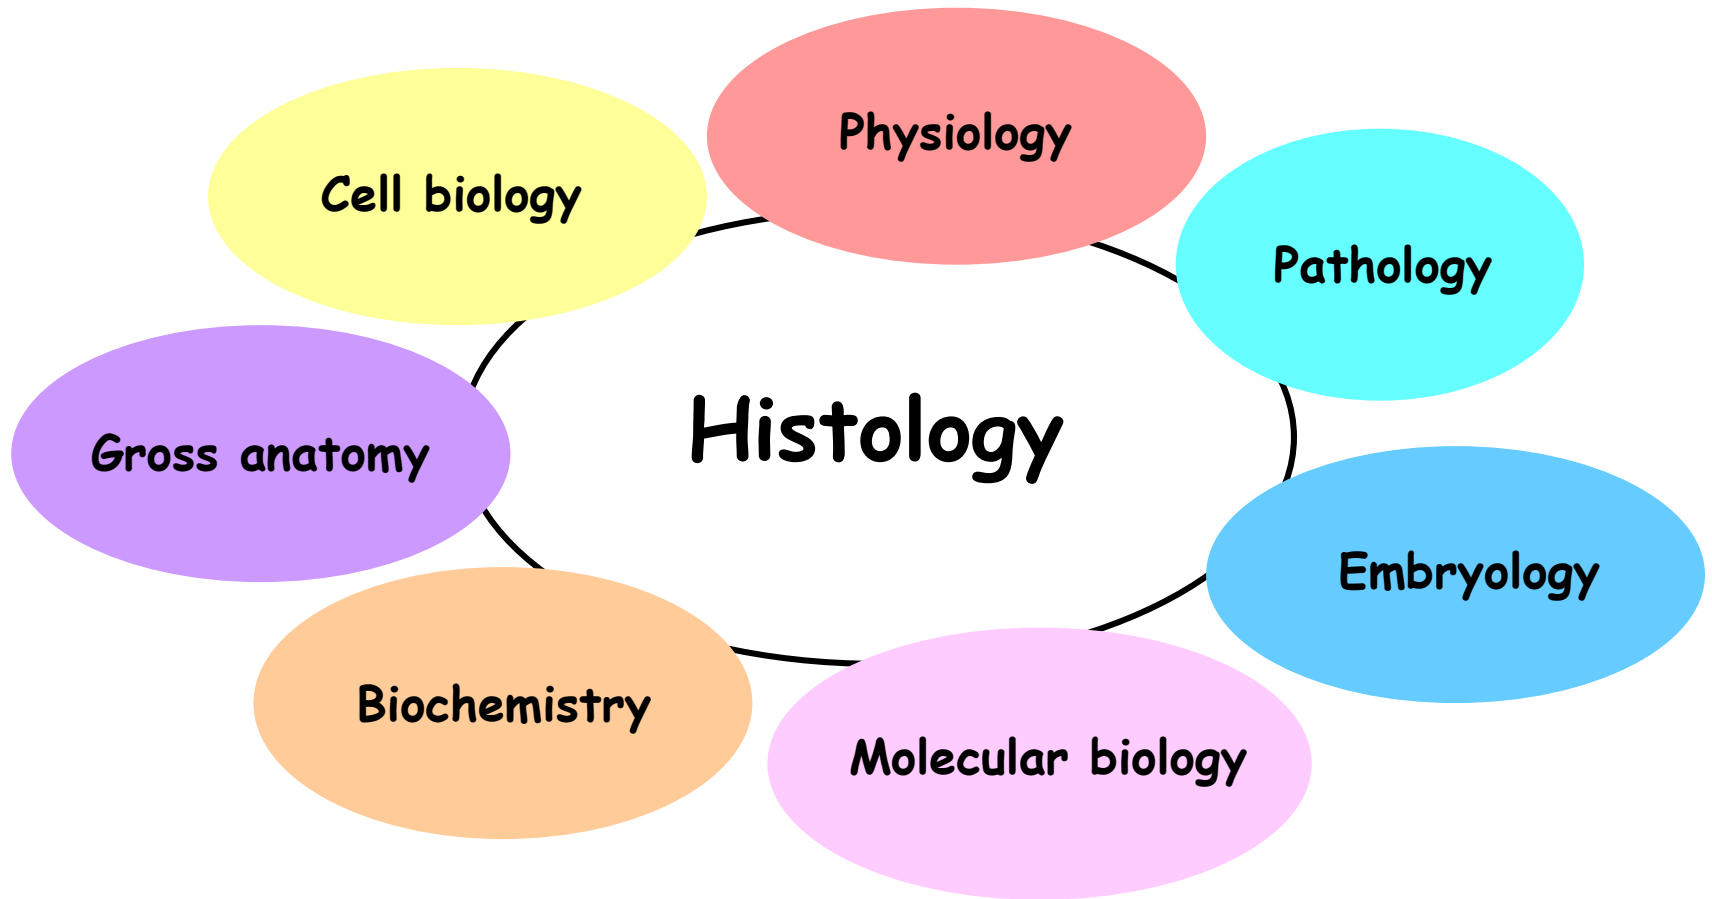 Physiology
Cell biology
Pathology
Histology
Gross anatomy
Embryology
Biochemistry
Molecular biology